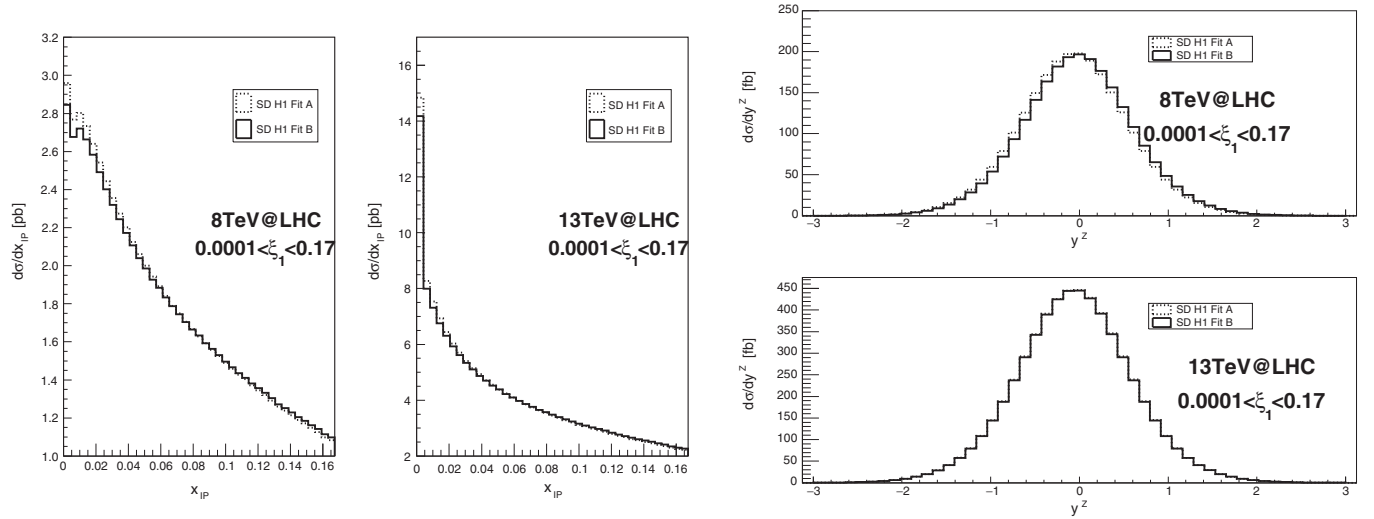 3.2
3.0
2.8
2.6
2.4
2.2
2.0
1.8
1.6
1.4
1.2
1.0
dσ/dx_IP [pb]
SD H1 Fit A
SD H1 Fit B
8TeV@LHC
0.0001<ξ₁<0.17
0 0.02 0.04 0.06 0.08 0.1 0.12 0.14 0.16
x_IP
16
14
12
10
8
6
4
2
dσ/dx_IP [pb]
SD H1 Fit A
SD H1 Fit B
13TeV@LHC
0.0001<ξ₁<0.17
0 0.02 0.04 0.06 0.08 0.1 0.12 0.14 0.16
x_IP
250
200
150
100
50
0
dσ/dy^Z [fb]
SD H1 Fit A
SD H1 Fit B
8TeV@LHC
0.0001<ξ₁<0.17
−3 −2 −1 0 1 2 3
y^Z
450
400
350
300
250
200
150
100
50
0
dσ/dy^Z [fb]
SD H1 Fit A
SD H1 Fit B
13TeV@LHC
0.0001<ξ₁<0.17
−3 −2 −1 0 1 2 3
y^Z